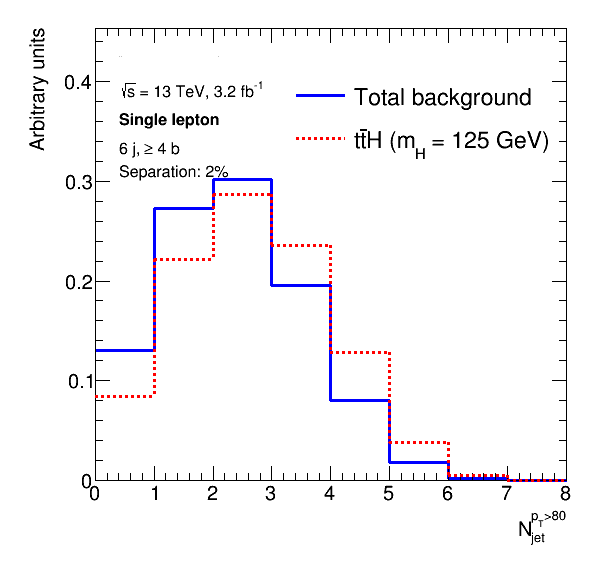 Arbitrary units
0.4
0.3
0.2
0.1
0
√s = 13 TeV, 3.2 fb⁻¹
Single lepton
6 j, ≥ 4 b
Separation: 2%
Total background
tt̄H (m_H = 125 GeV)
0 1 2 3 4 5 6 7 8
N_jet^{p_T>80}